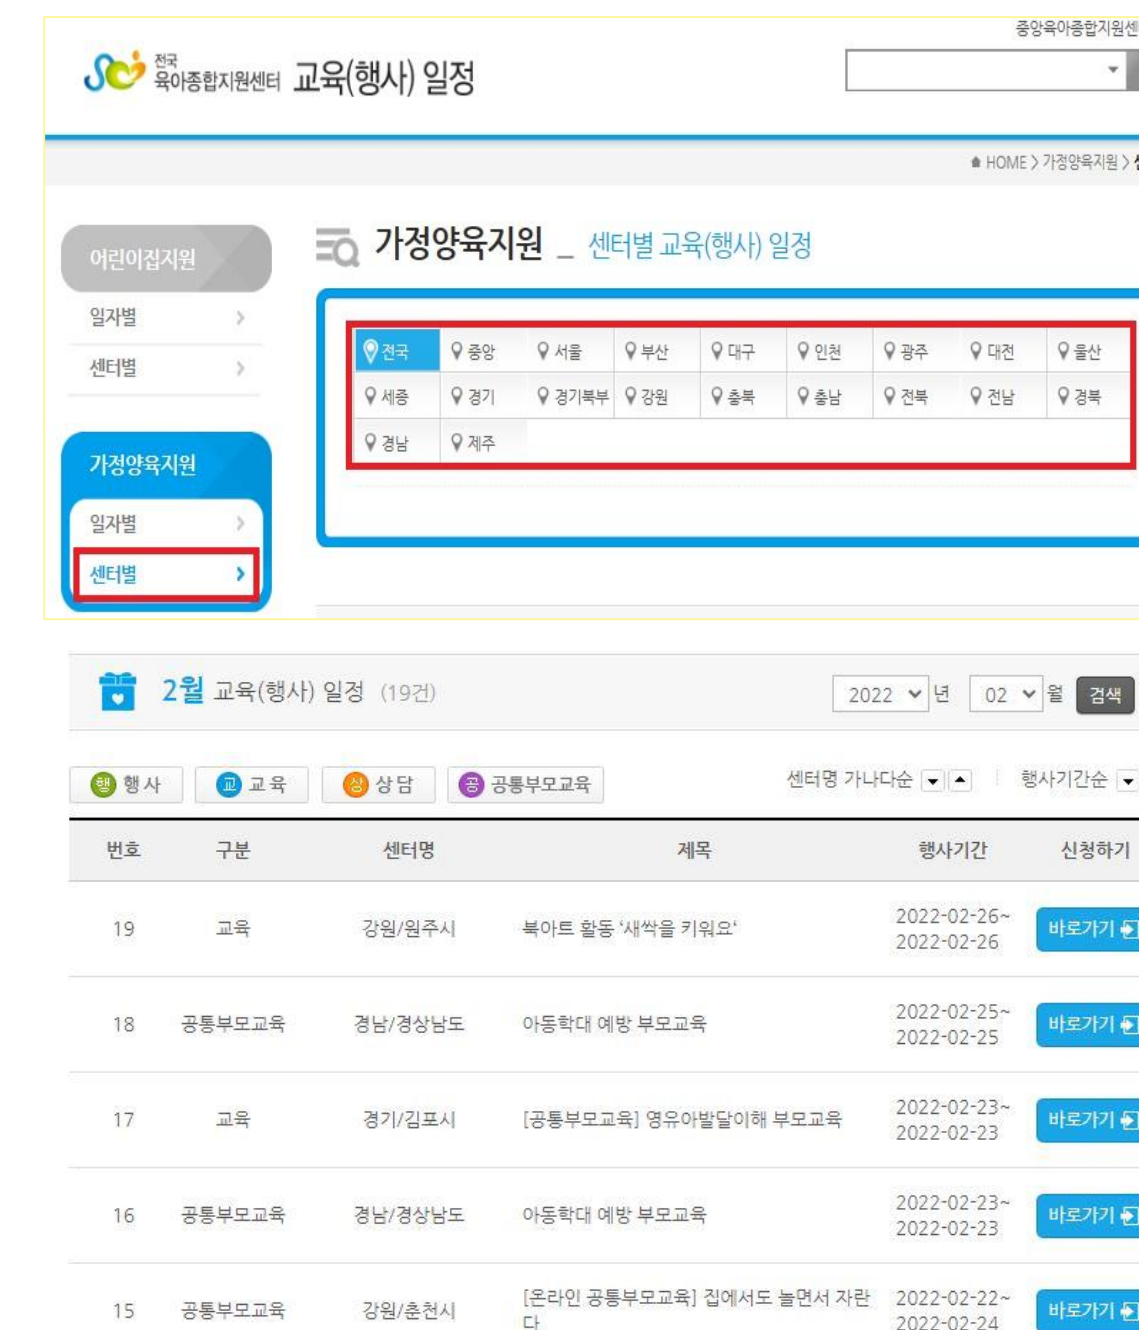 중앙육아종합지원센
전국
육아종합지원센터 교육(행사) 일정
HOME > 가정양육지원 >
어린이집지원
일자별
센터별
가정양육지원
일자별
센터별
가정양육지원 _ 센터별 교육(행사) 일정
전국 중앙 서울 부산 대구 인천 광주 대전 울산
세종 경기 경기북부 강원 충북 충남 전북 전남 경북
경남 제주
2월 교육(행사) 일정 (19건) 2022 년 02 월 검색
행 행사 교 교육 상 상담 공 공통부모교육 센터명 가나다순 행사기간순
번호 구분 센터명 제목 행사기간 신청하기
19 교육 강원/원주시 북아트 활동 ‘새싹을 키워요‘ 2022-02-26~ 바로가기
2022-02-26
18 공통부모교육 경남/경상남도 아동학대 예방 부모교육 2022-02-25~ 바로가기
2022-02-25
17 교육 경기/김포시 [공통부모교육] 영유아발달이해 부모교육 2022-02-23~ 바로가기
2022-02-23
16 공통부모교육 경남/경상남도 아동학대 예방 부모교육 2022-02-23~ 바로가기
2022-02-23
15 공통부모교육 강원/춘천시 [온라인 공통부모교육] 집에서도 놀면서 자란 2022-02-22~ 바로가기
다 2022-02-24